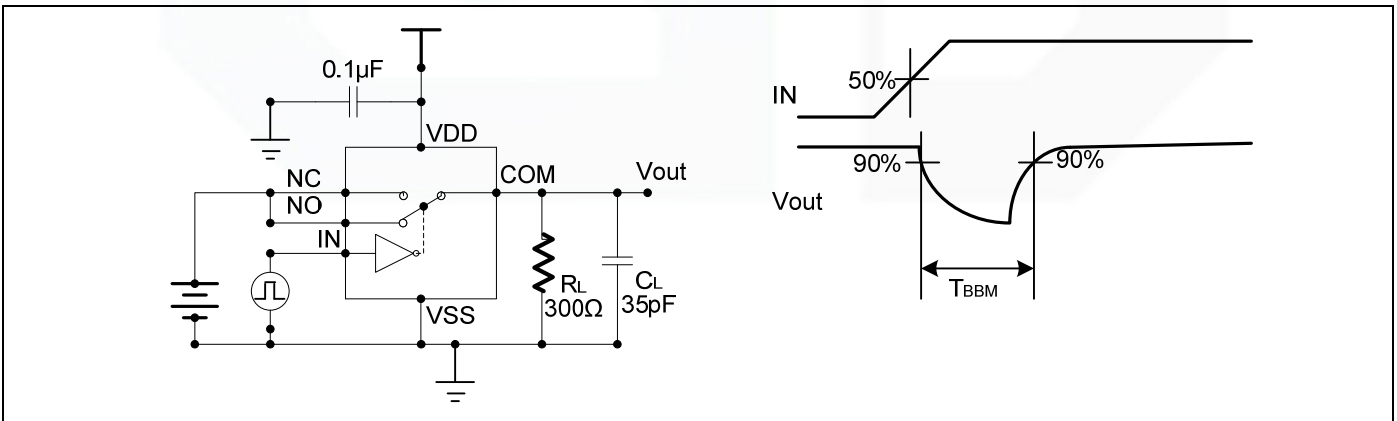 0.1µF
VDD
NC
NO
IN
COM
Vout
RL
300Ω
CL
35pF
VSS
IN
50%
Vout
90%
90%
TBBM